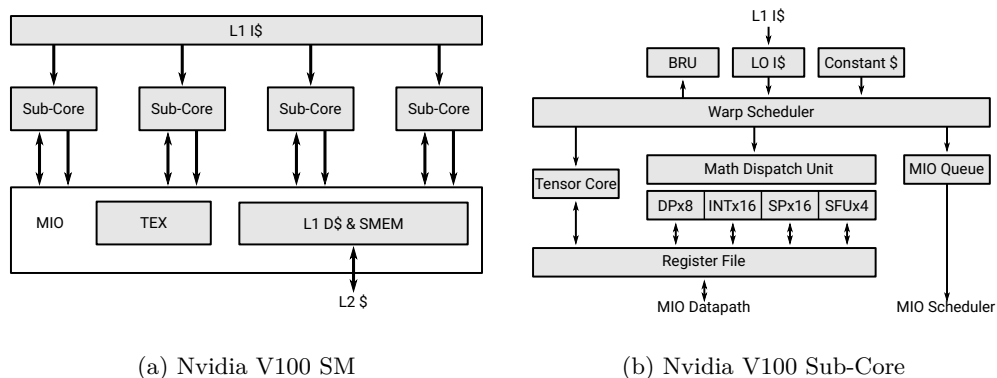 L1 I$
Sub-Core Sub-Core Sub-Core Sub-Core
MIO TEX L1 D$ & SMEM
L2 $
(a) Nvidia V100 SM
L1 I$
BRU LO I$ Constant $
Warp Scheduler
Tensor Core Math Dispatch Unit MIO Queue
DPx8 INTx16 SPx16 SFUx4
Register File
MIO Datapath MIO Scheduler
(b) Nvidia V100 Sub-Core